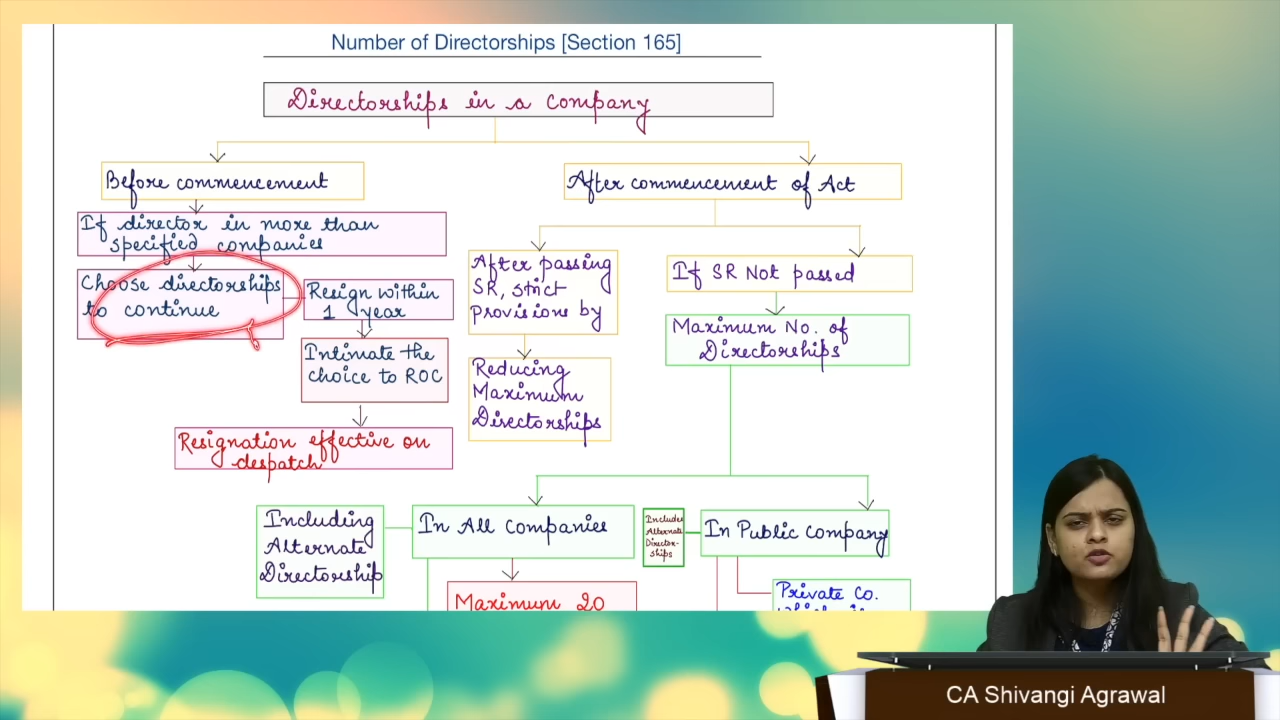 Number of Directorships [Section 165]
Directorships in a company
Before commencement
If director in more than
specified companies
Choose directorships
to continue
Resign within
1 year
Intimate the
choice to ROC
Resignation effective on
despatch
After commencement of Act
After passing
SR, strict
provisions by
Reducing
Maximum
Directorships
If SR Not passed
Maximum No. of
Directorships
Including
Alternate
Directorship
In All Companies
Maximum 20
Includes
Alternate
Director-
ships
In Public Company
Private Co.
CA Shivangi Agrawal